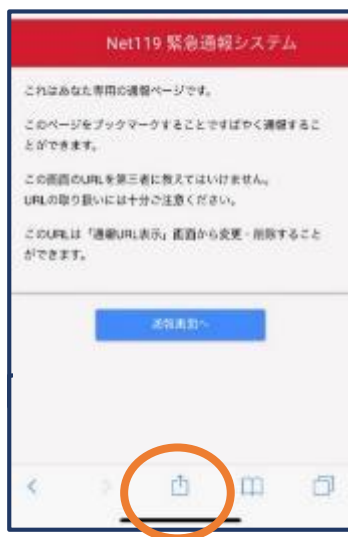 Net119 緊急通報システム
これはあなた専用の通報ページです。
このページをブックマークすることですばやく通報するこ
とができます。
この画面のURLを第三者に教えてはいけません。
URLの取り扱いには十分ご注意ください。
このURLは「通報URL表示」画面から変更・削除すること
ができます。
通報画面へ